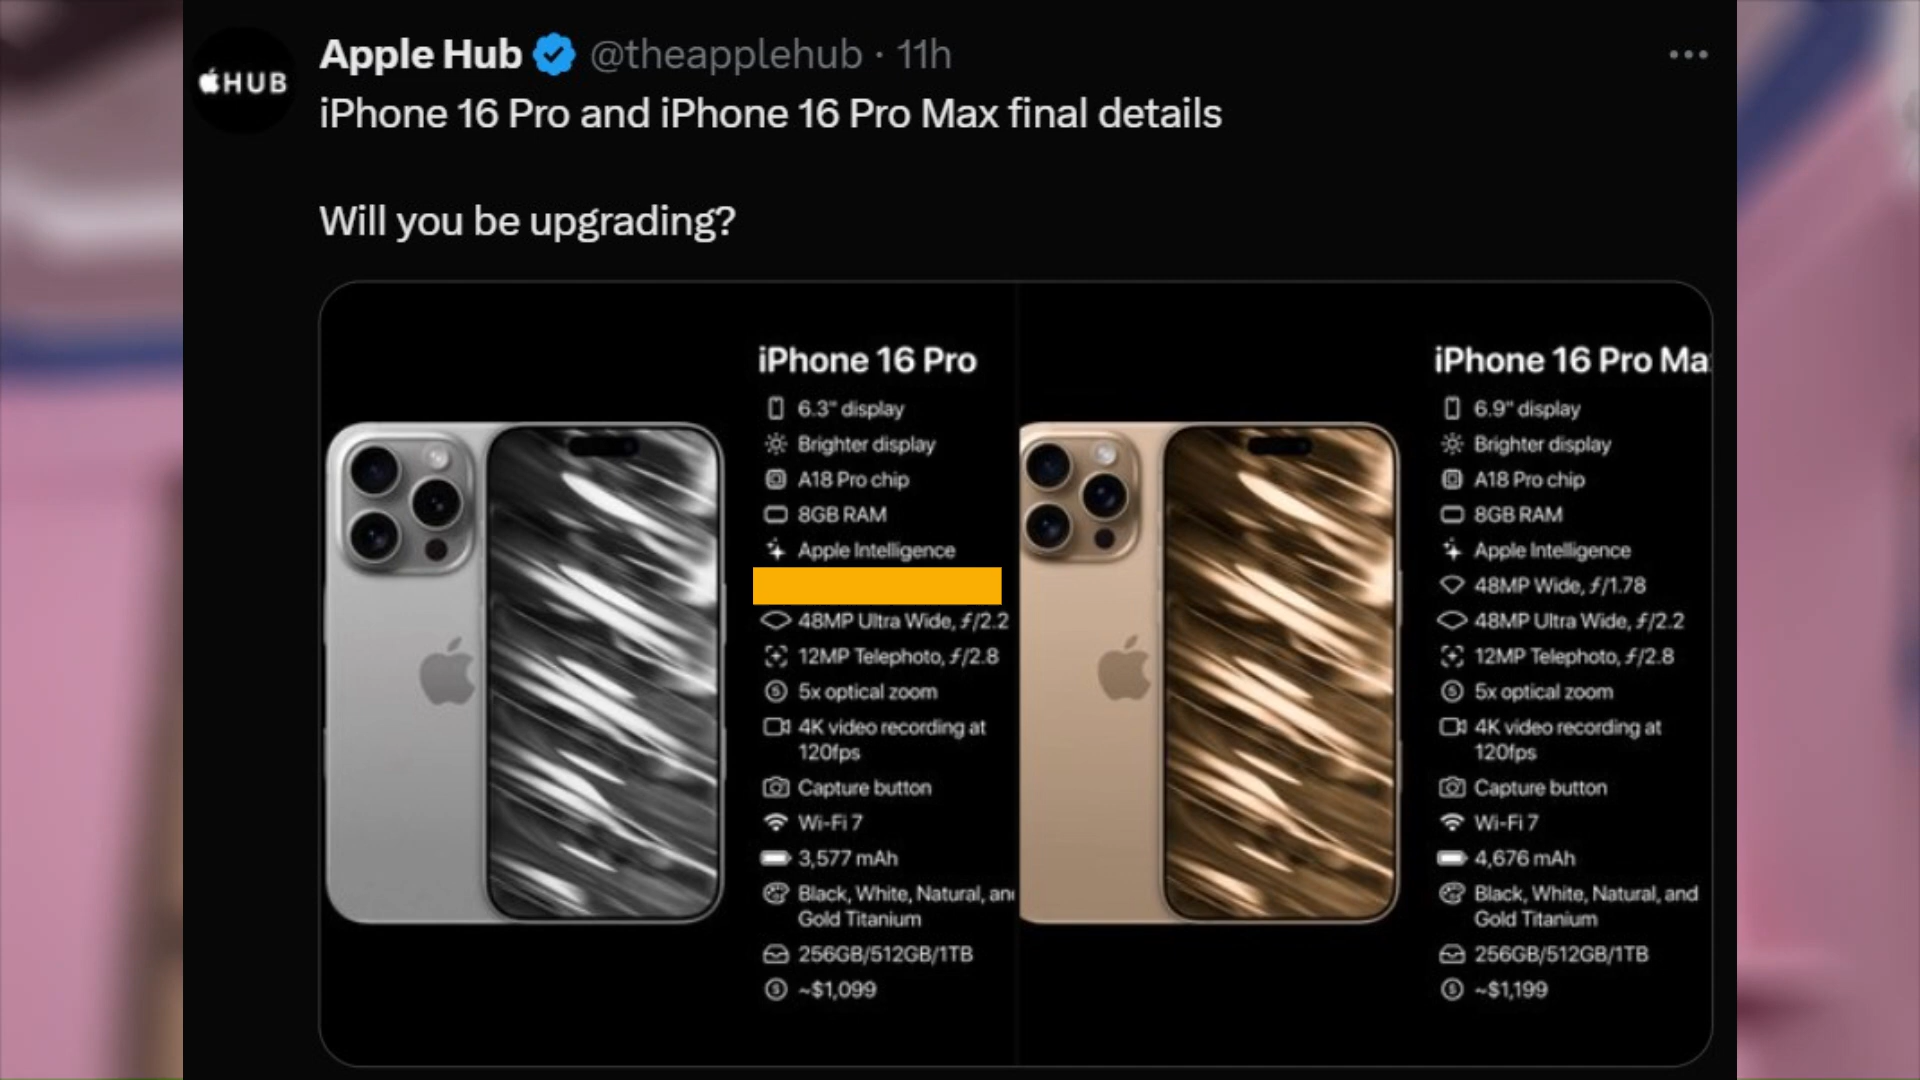 HUB
Apple Hub @theapplehub · 11h
iPhone 16 Pro and iPhone 16 Pro Max final details
Will you be upgrading?
iPhone 16 Pro
6.3" display
Brighter display
A18 Pro chip
8GB RAM
Apple Intelligence
48MP Ultra Wide, ƒ/2.2
12MP Telephoto, ƒ/2.8
5x optical zoom
4K video recording at
120fps
Capture button
Wi-Fi 7
3,577 mAh
Black, White, Natural, and
Gold Titanium
256GB/512GB/1TB
~$1,099
iPhone 16 Pro Ma
6.9" display
Brighter display
A18 Pro chip
8GB RAM
Apple Intelligence
48MP Wide, ƒ/1.78
48MP Ultra Wide, ƒ/2.2
12MP Telephoto, ƒ/2.8
5x optical zoom
4K video recording at
120fps
Capture button
Wi-Fi 7
4,676 mAh
Black, White, Natural, and
Gold Titanium
256GB/512GB/1TB
~$1,199